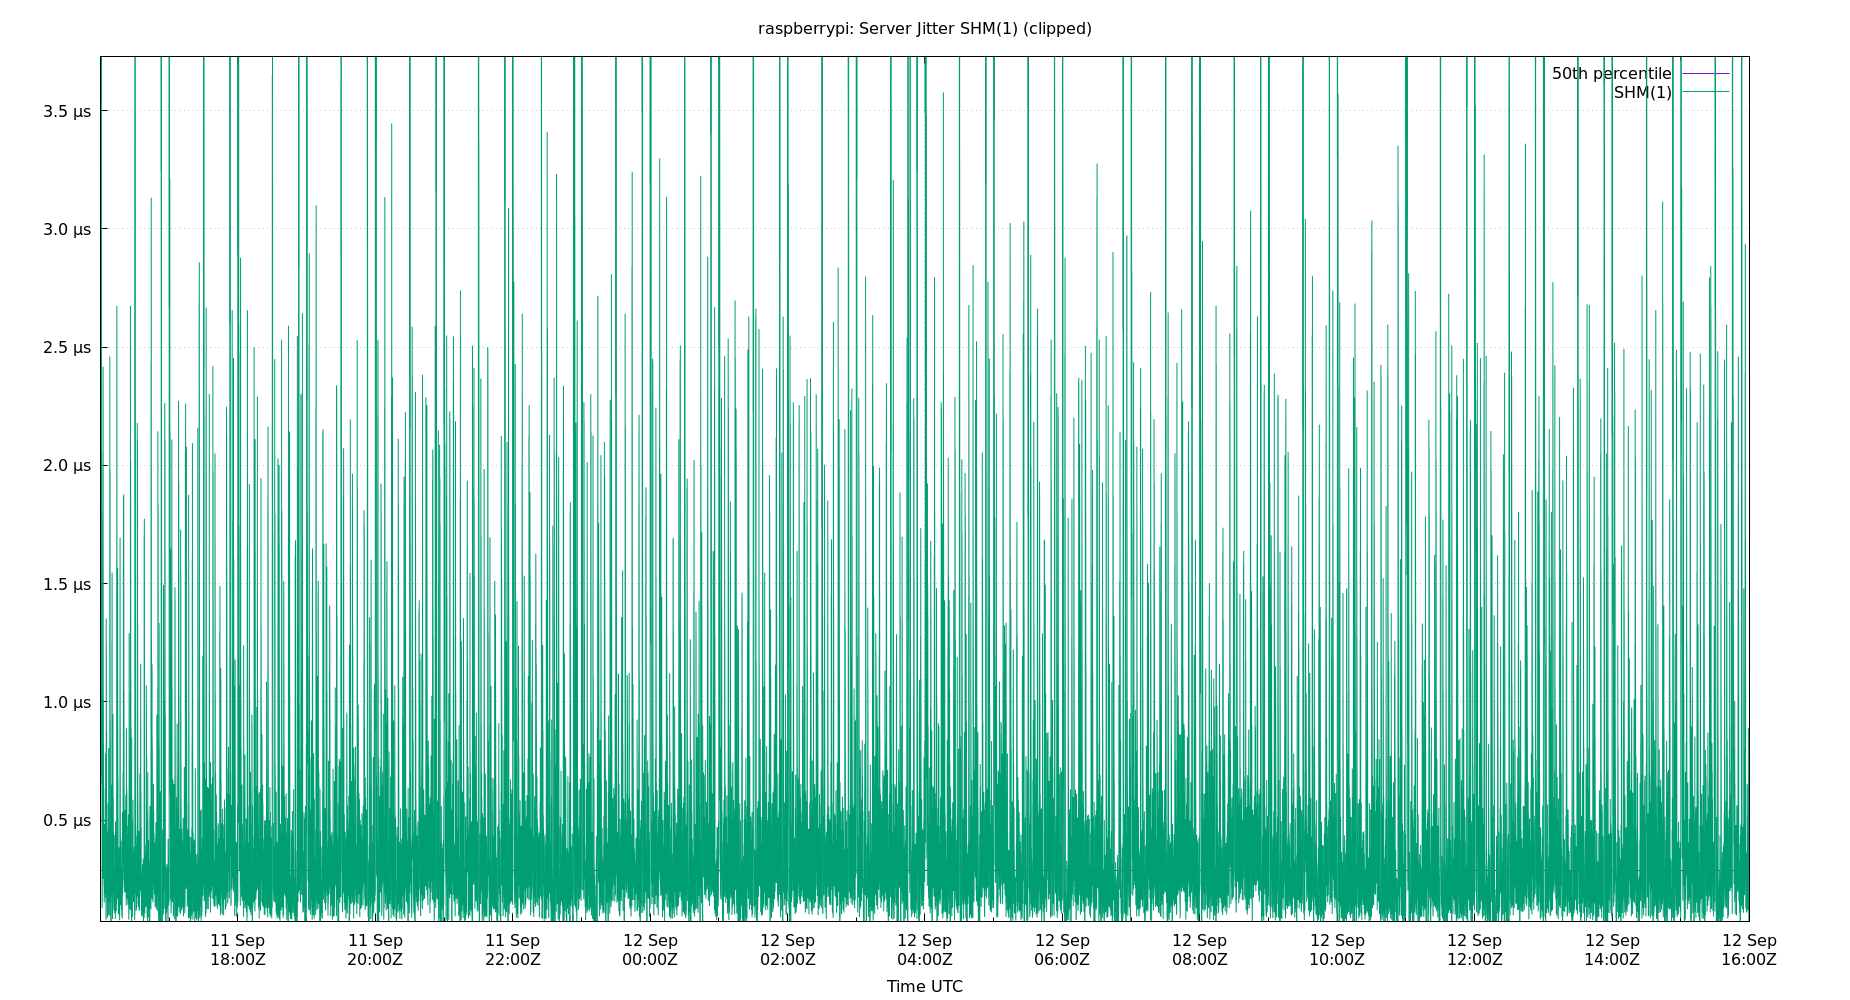 raspberrypi: Server Jitter SHM(1) (clipped)
50th percentile
SHM(1)
3.5 µs
3.0 µs
2.5 µs
2.0 µs
1.5 µs
1.0 µs
0.5 µs
11 Sep 11 Sep 11 Sep 12 Sep 12 Sep 12 Sep 12 Sep 12 Sep 12 Sep 12 Sep 12 Sep 12 Sep
18:00Z 20:00Z 22:00Z 00:00Z 02:00Z 04:00Z 06:00Z 08:00Z 10:00Z 12:00Z 14:00Z 16:00Z
Time UTC